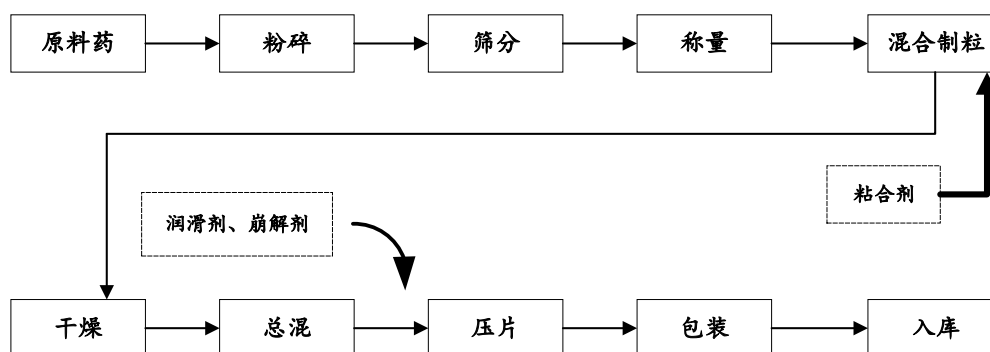 原料药
粉碎
筛分
称量
混合制粒
粘合剂
润滑剂、崩解剂
干燥
总混
压片
包装
入库